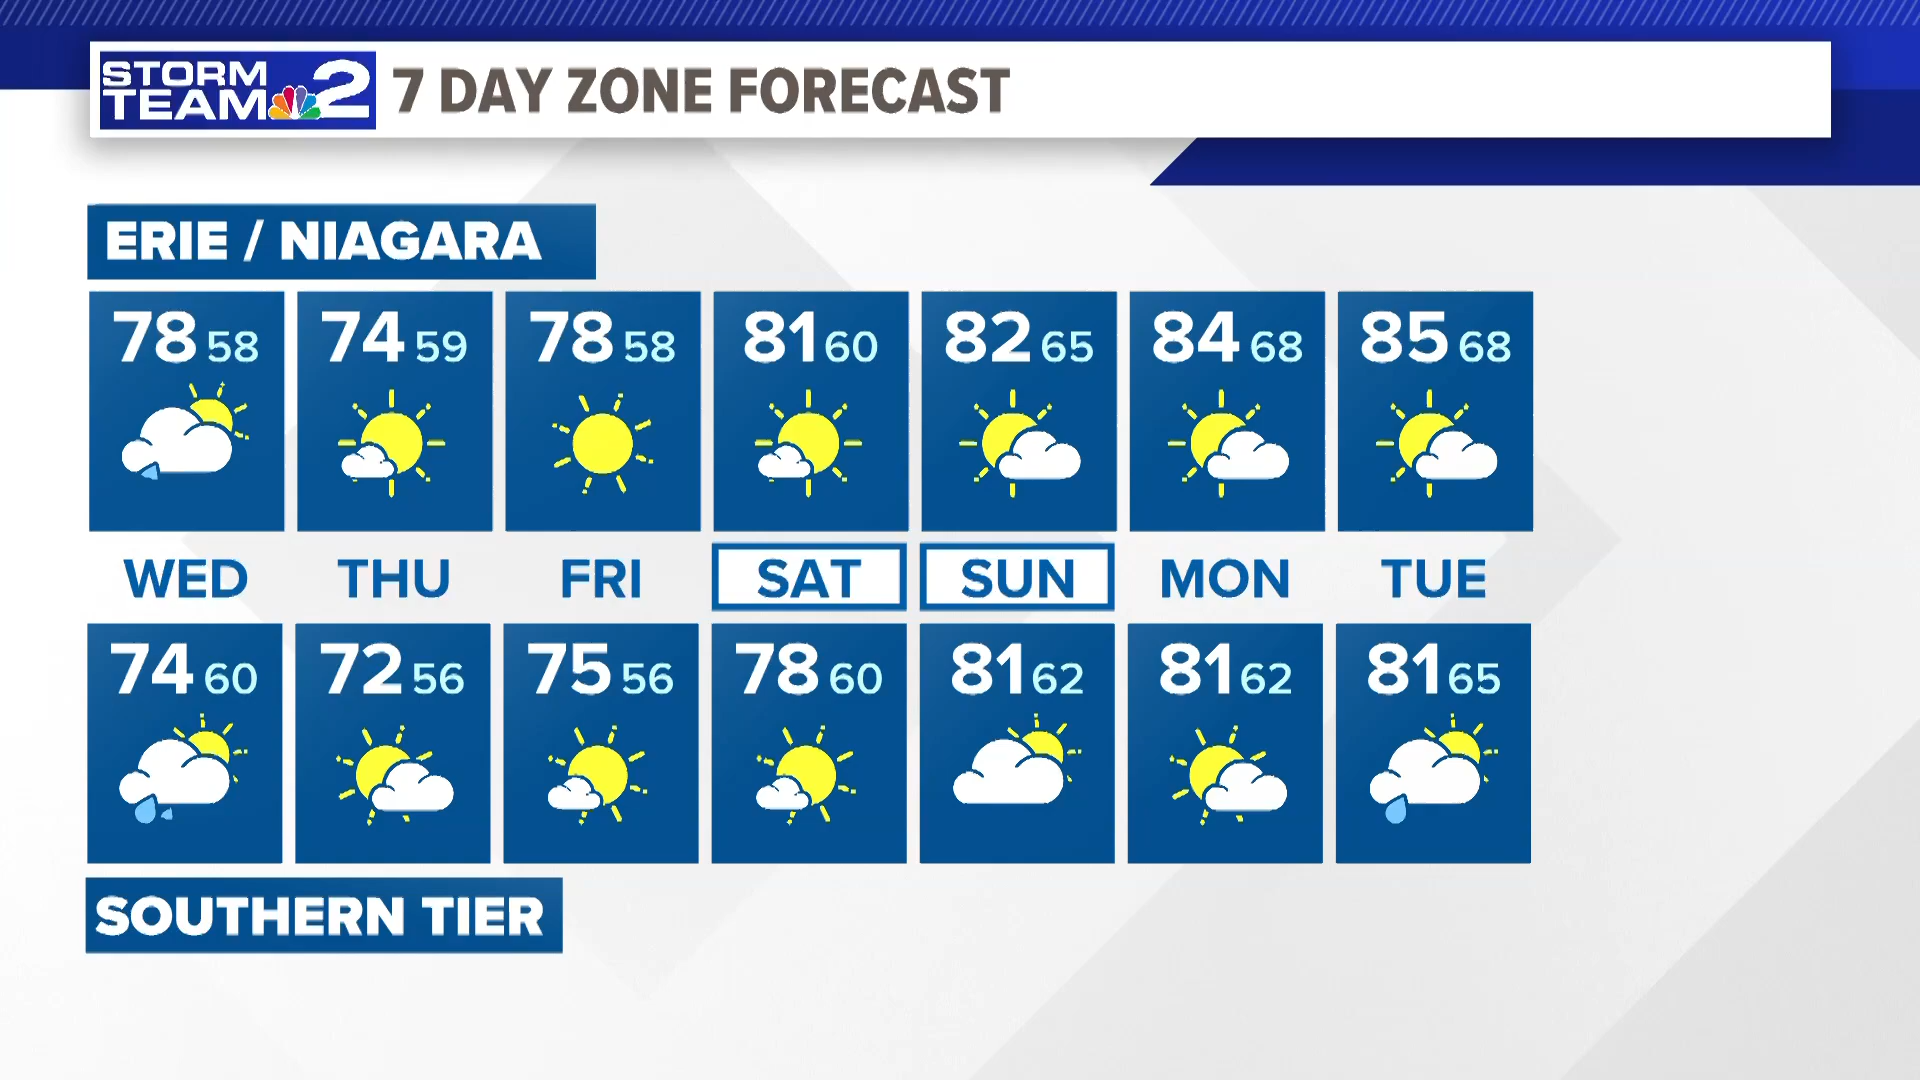 STORM
TEAM 2
7 DAY ZONE FORECAST
ERIE / NIAGARA
78 58 74 59 78 58 81 60 82 65 84 68 85 68
WED THU FRI SAT SUN MON TUE
74 60 72 56 75 56 78 60 81 62 81 62 81 65
SOUTHERN TIER